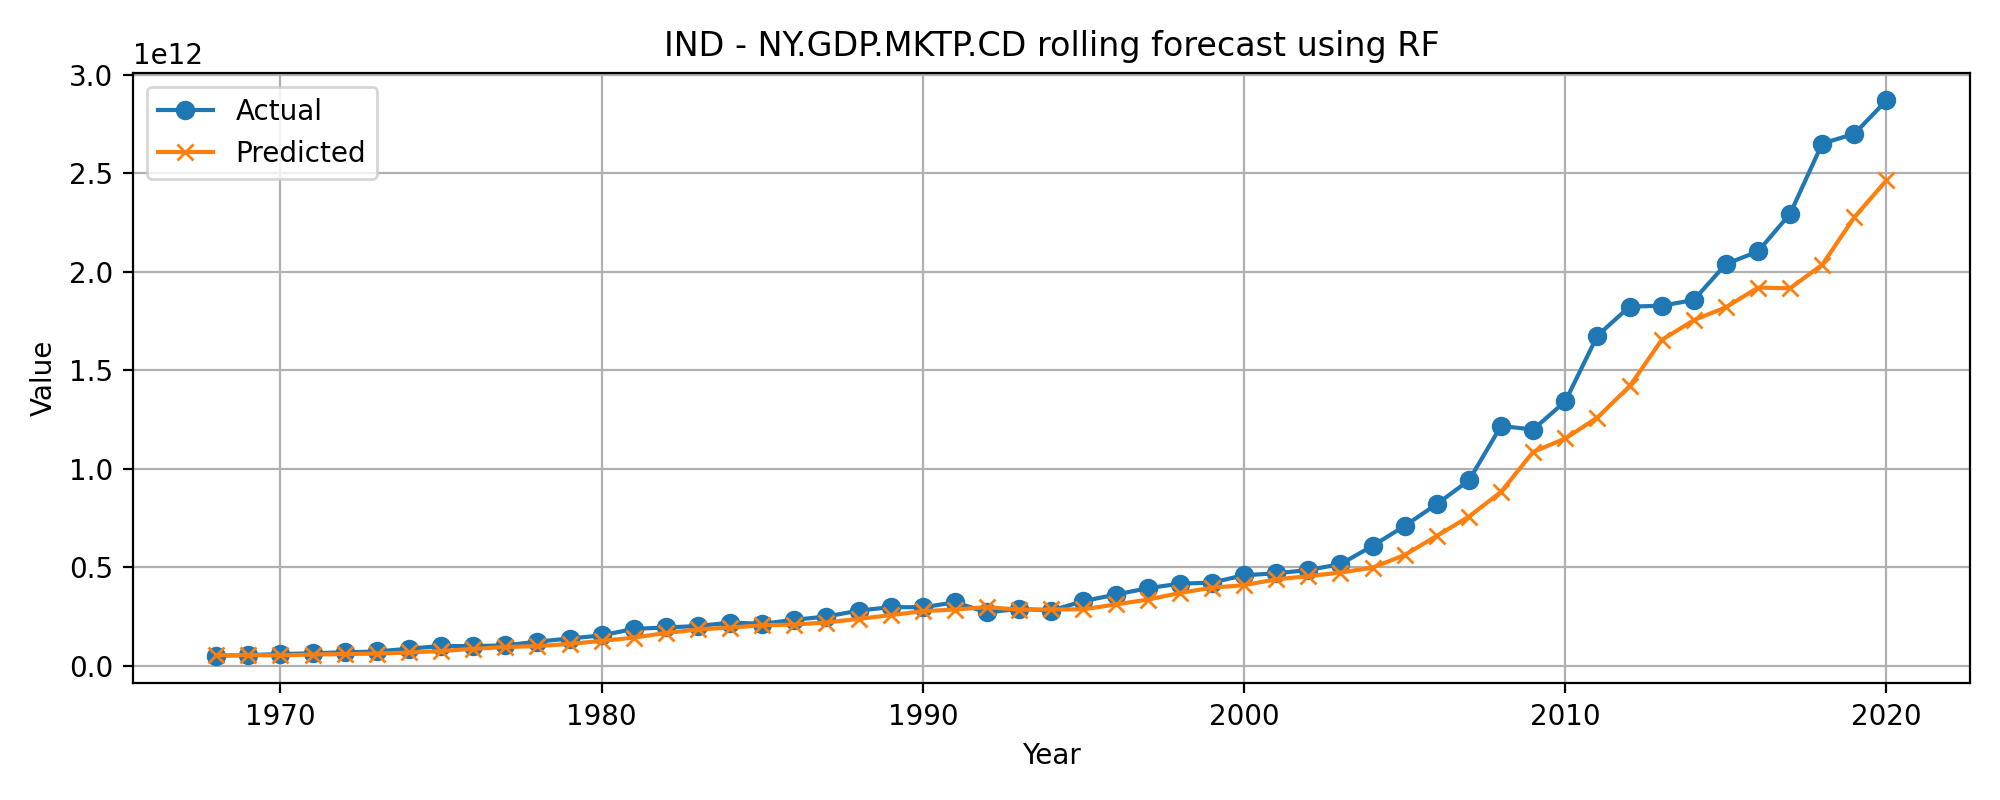 IND - NY.GDP.MKTP.CD rolling forecast using RF
1e12
3.0
2.5
2.0
1.5
1.0
0.5
0.0
Value
Actual
Predicted
1970 1980 1990 2000 2010 2020
Year